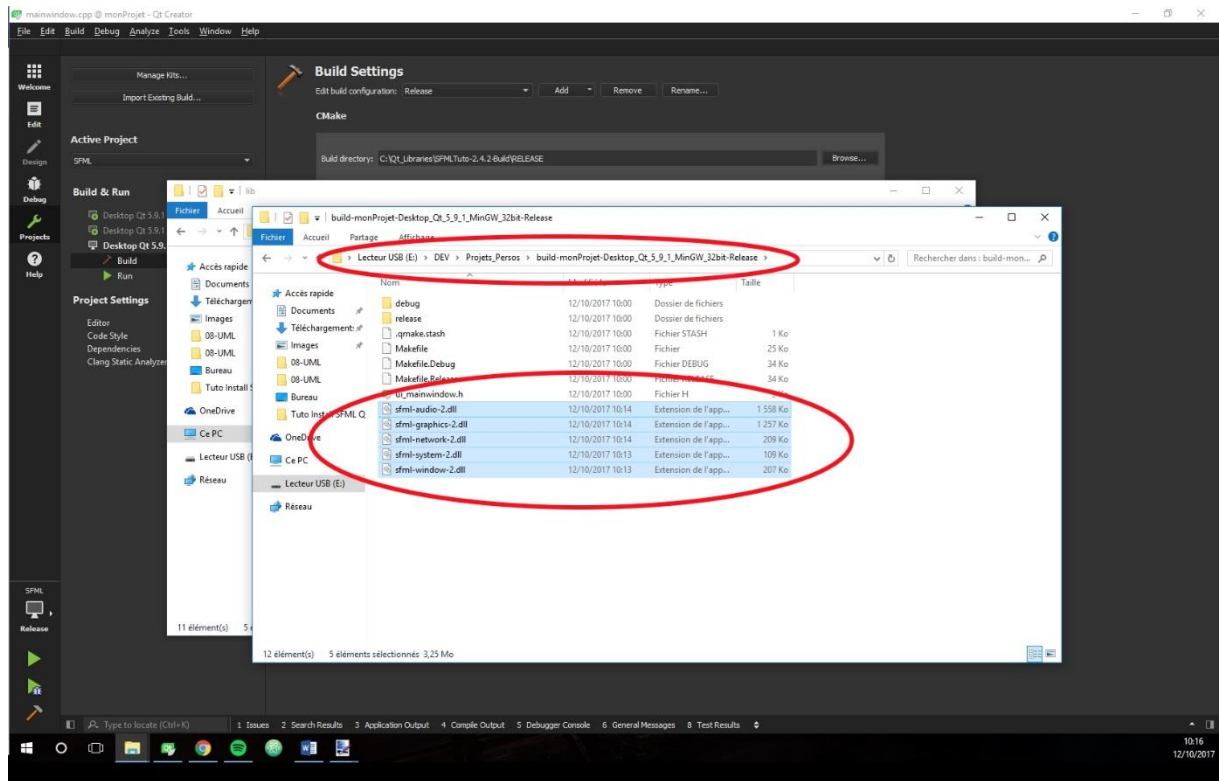 mainwindow.cpp @ monProjet - Qt Creator
File Edit Build Debug Analyze Tools Window Help
Welcome
Edit
Design
Debug
Projects
Help
Manage Kits...
Import Existing Build...
Active Project
SFML
Build & Run
Desktop Qt 5.9.1
Desktop Qt 5.9.1
Desktop Qt 5.9.
Build
Run
Project Settings
Editor
Code Style
Dependencies
Clang Static Analyzer
Build Settings
Edit build configuration: Release Add Remove Rename...
CMake
Build directory: C:\Qt_Libraries\SFMLTuto-2.4.2-Build\RELEASE Browse...
lib
Fichier Accueil
Accès rapide
Documents
Téléchargem
Images
08-UML
08-UML
Bureau
Tuto Install S
OneDrive
Ce PC
Lecteur USB (E
Réseau
11 élément(s) 5 é
build-monProjet-Desktop_Qt_5_9_1_MinGW_32bit-Release
Fichier Accueil Partage Affichage
Lecteur USB (E:) > DEV > Projets_Persos > build-monProjet-Desktop_Qt_5_9_1_MinGW_32bit-Release >
Rechercher dans : build-mon...
Accès rapide
Documents
Téléchargement:
Images
08-UML
08-UML
Bureau
Tuto Install SFML Q
OneDrive
Ce PC
Lecteur USB (E:)
Réseau
Nom Type Taille
debug 12/10/2017 10:00 Dossier de fichiers
release 12/10/2017 10:00 Dossier de fichiers
.qmake.stash 12/10/2017 10:00 Fichier STASH 1 Ko
Makefile 12/10/2017 10:00 Fichier 25 Ko
Makefile.Debug 12/10/2017 10:00 Fichier DEBUG 34 Ko
Makefile.Release 12/10/2017 10:00 Fichier RELEASE 34 Ko
ui_mainwindow.h 12/10/2017 10:00 Fichier H Ko
sfml-audio-2.dll 12/10/2017 10:14 Extension de l'app... 1 558 Ko
sfml-graphics-2.dll 12/10/2017 10:14 Extension de l'app... 1 257 Ko
sfml-network-2.dll 12/10/2017 10:14 Extension de l'app... 209 Ko
sfml-system-2.dll 12/10/2017 10:13 Extension de l'app... 109 Ko
sfml-window-2.dll 12/10/2017 10:13 Extension de l'app... 207 Ko
12 élément(s) 5 éléments sélectionnés 3,25 Mo
SFML
Release
Type to locate (Ctrl+K) 1 Issues 2 Search Results 3 Application Output 4 Compile Output 5 Debugger Console 6 General Messages 8 Test Results
10:16
12/10/2017